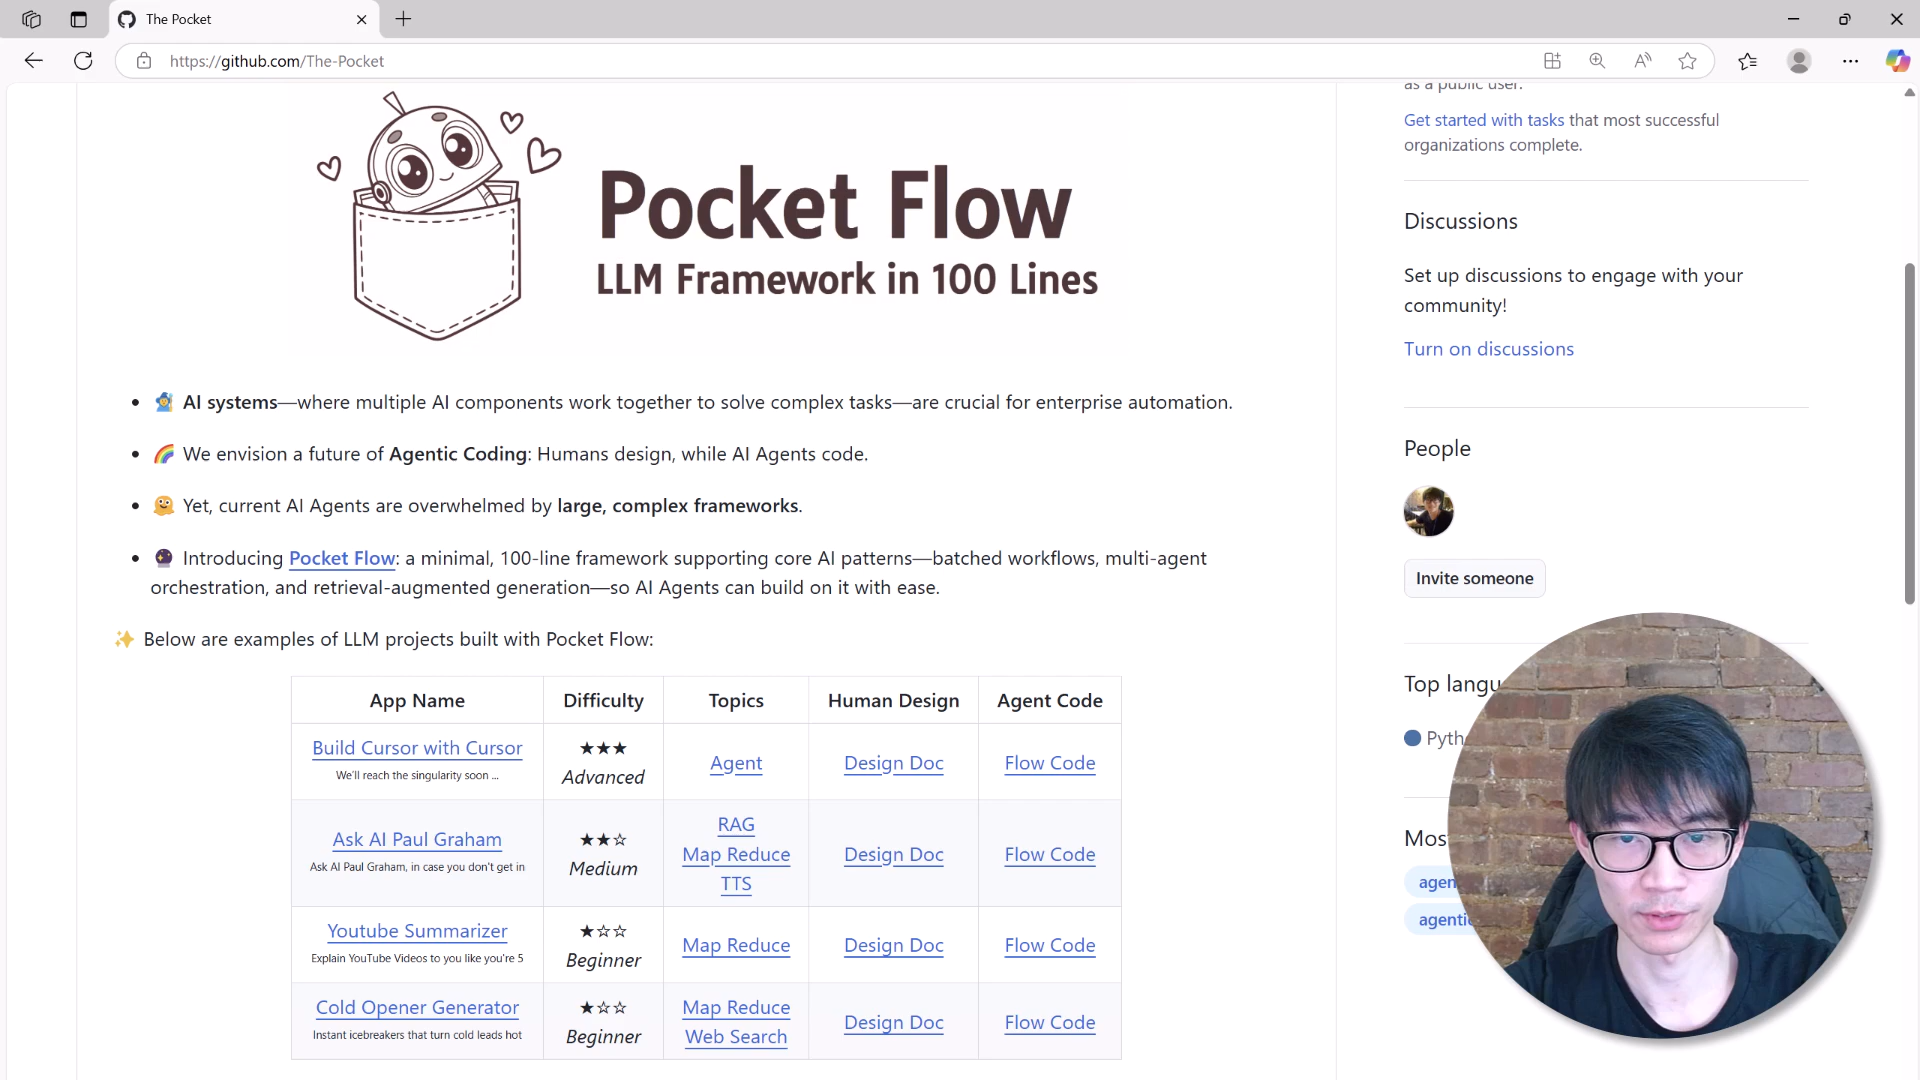 The Pocket
https://github.com/The-Pocket
as a public user.
Get started with tasks that most successful
organizations complete.
Pocket Flow
LLM Framework in 100 Lines
Discussions
Set up discussions to engage with your
community!
Turn on discussions
AI systems—where multiple AI components work together to solve complex tasks—are crucial for enterprise automation.
We envision a future of Agentic Coding: Humans design, while AI Agents code.
Yet, current AI Agents are overwhelmed by large, complex frameworks.
Introducing Pocket Flow: a minimal, 100-line framework supporting core AI patterns—batched workflows, multi-agent
orchestration, and retrieval-augmented generation—so AI Agents can build on it with ease.
Below are examples of LLM projects built with Pocket Flow:
People
Invite someone
App Name Difficulty Topics Human Design Agent Code
Build Cursor with Cursor
We'll reach the singularity soon ...
★★★
Advanced
Agent
Design Doc
Flow Code
Ask AI Paul Graham
Ask AI Paul Graham, in case you don't get in
★★☆
Medium
RAG
Map Reduce
TTS
Design Doc
Flow Code
Youtube Summarizer
Explain YouTube Videos to you like you're 5
★☆☆
Beginner
Map Reduce
Design Doc
Flow Code
Cold Opener Generator
Instant icebreakers that turn cold leads hot
★☆☆
Beginner
Map Reduce
Web Search
Design Doc
Flow Code
Top langu
Pyth
Mos
agen
agenti